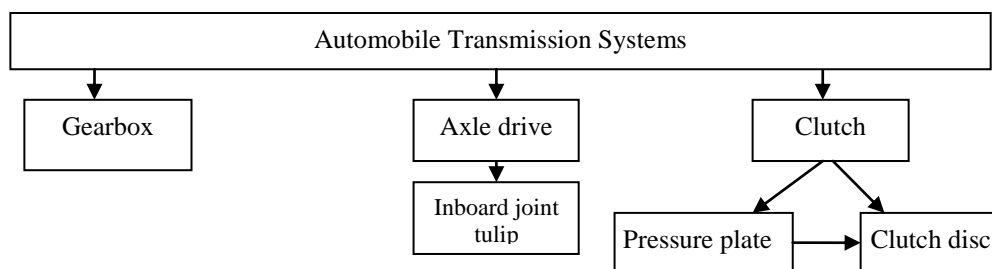 Automobile Transmission Systems
Gearbox
Axle drive
Clutch
Inboard joint
tulip
Pressure plate
Clutch disc